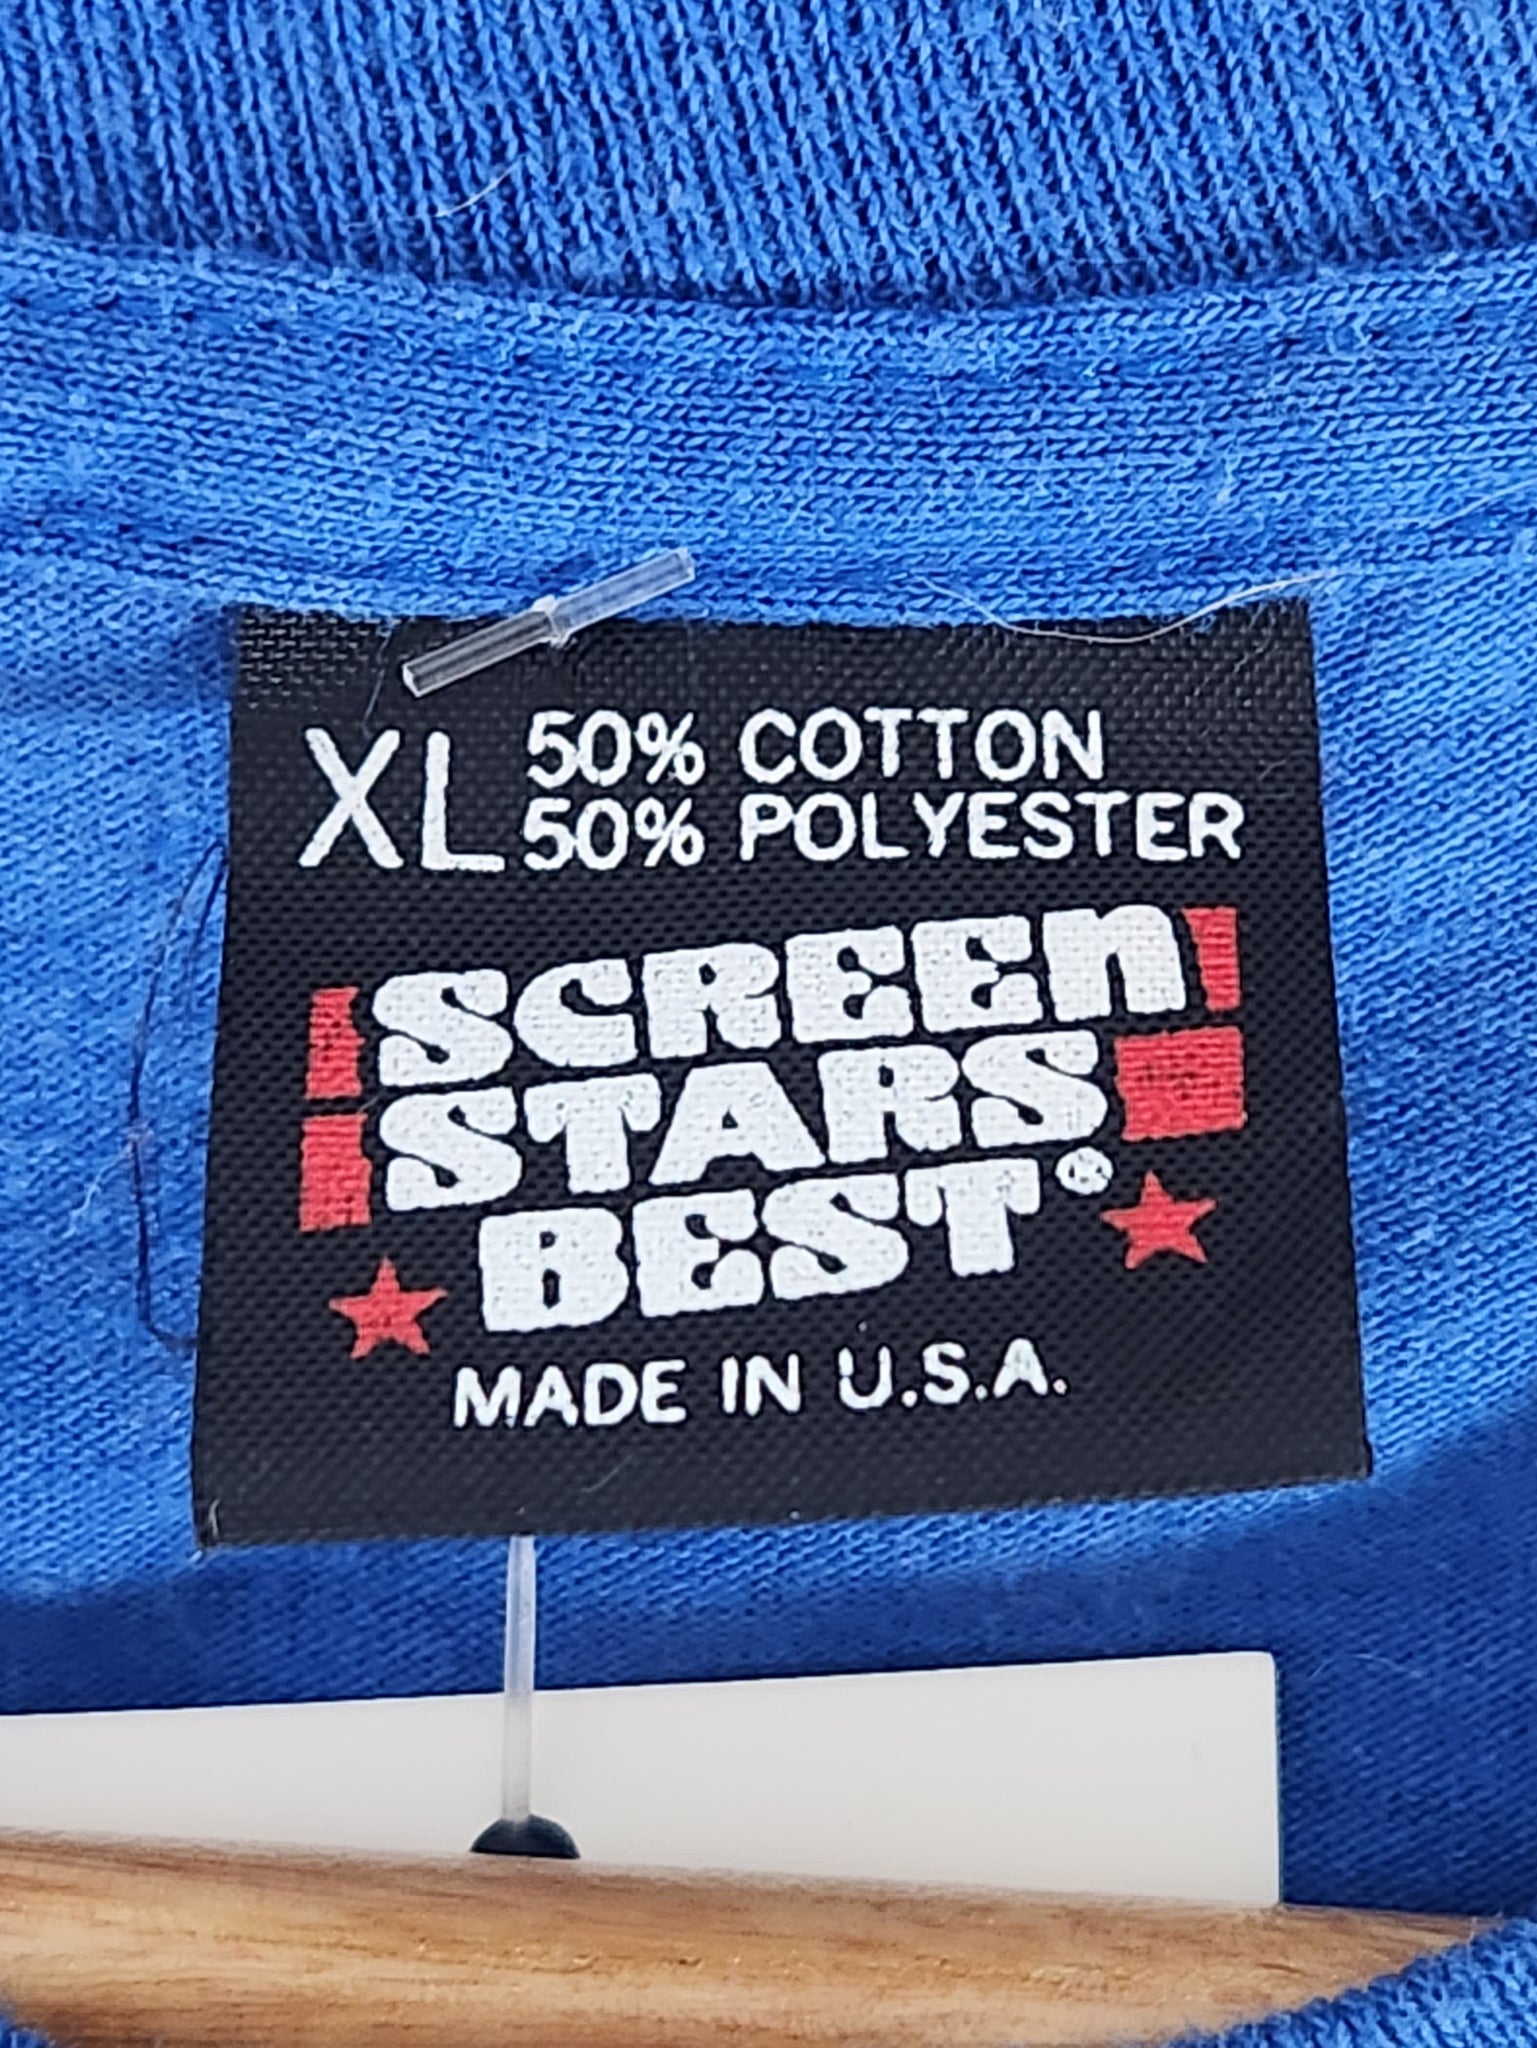 XL 50% COTTON
50% POLYESTER
SCREEN
STARS
BEST®
MADE IN U.S.A.